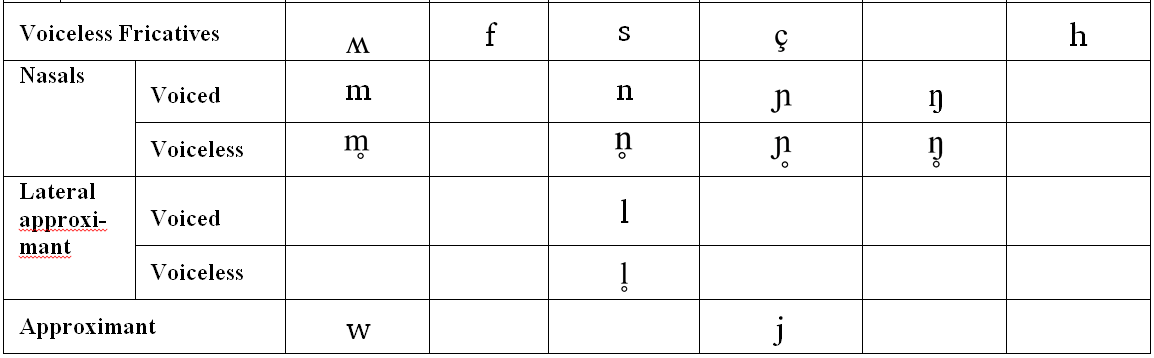 Voiceless Fricatives ʍ f s ç h
Nasals Voiced m n ɲ ŋ
Voiceless m̥ n̥ ɲ̥ ŋ̥
Lateral approxi-mant Voiced l
Voiceless l̥
Approximant w j